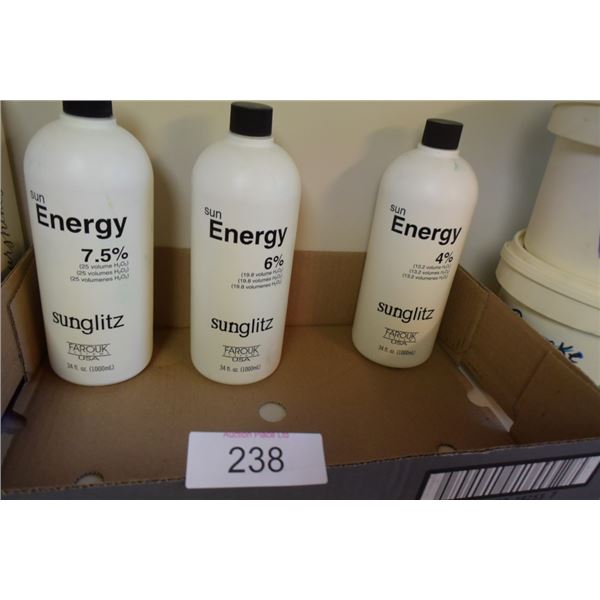 sun
Energy
7.5%
(25 volume H₂O₂)
(25 volumes H₂O₂)
(25 volumenes H₂O₂)
sunglitz
FAROUK
USA
34 fl. oz. (1000mL)
sun
Energy
6%
(19.8 volume H₂O₂)
(19.8 volumes H₂O₂)
(19.8 volumenes H₂O₂)
sunglitz
FAROUK
USA
34 fl. oz. (1000mL)
sun
Energy
4%
(13.2 volume H₂O₂)
(13.2 volumes H₂O₂)
(13.2 volumenes H₂O₂)
sunglitz
FAROUK
USA
34 fl. oz. (1000mL)
Auction Place Ltd
238